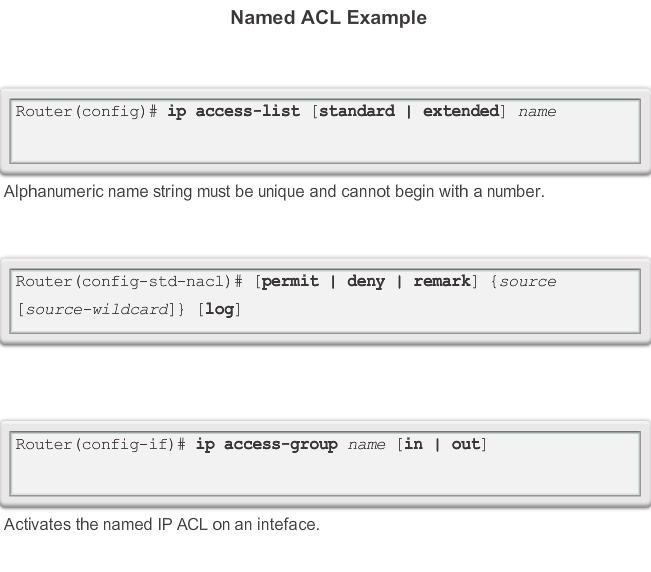 Named ACL Example
Router(config)# ip access-list [standard | extended] name
Alphanumeric name string must be unique and cannot begin with a number.
Router(config-std-nacl)# [permit | deny | remark] {source
[source-wildcard]} [log]
Router(config-if)# ip access-group name [in | out]
Activates the named IP ACL on an inteface.